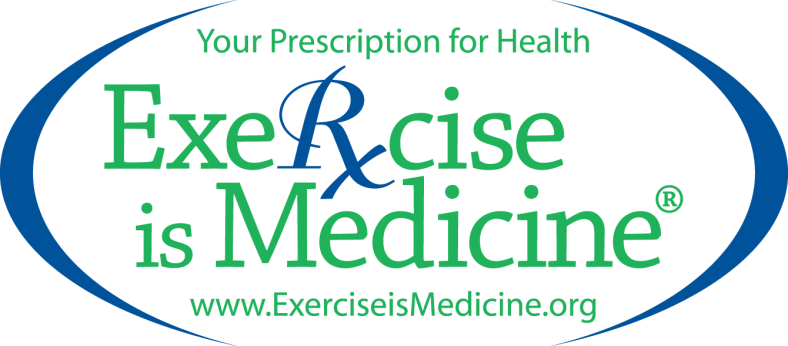 Your Prescription for Health
ExeRxcise
is Medicine®
www.ExerciseisMedicine.org